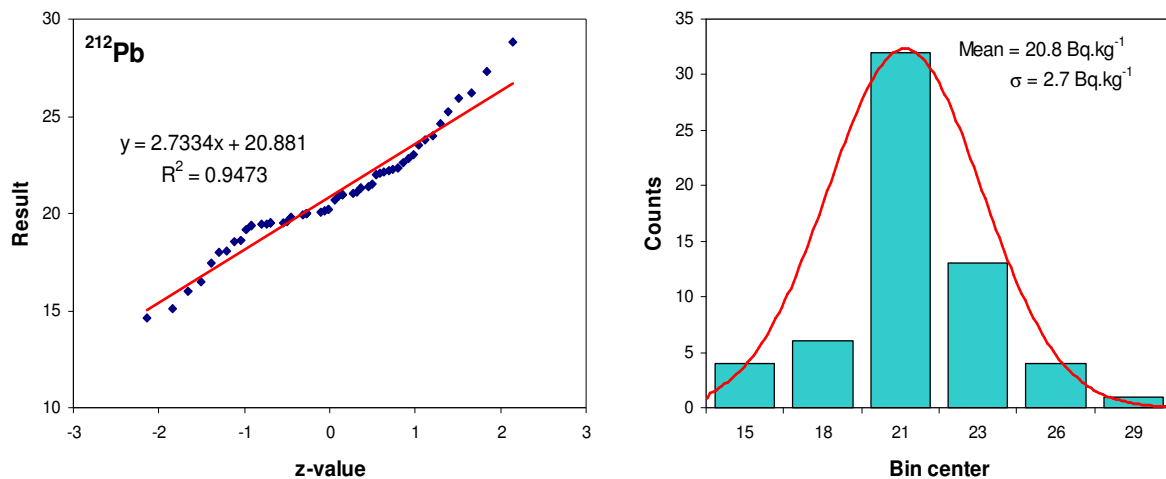 30
25
20
15
10
Result
²¹²Pb
y = 2.7334x + 20.881
R² = 0.9473
-3 -2 -1 0 1 2 3
z-value
35
30
25
20
15
10
5
0
Counts
Mean = 20.8 Bq.kg⁻¹
σ = 2.7 Bq.kg⁻¹
15 18 21 23 26 29
Bin center